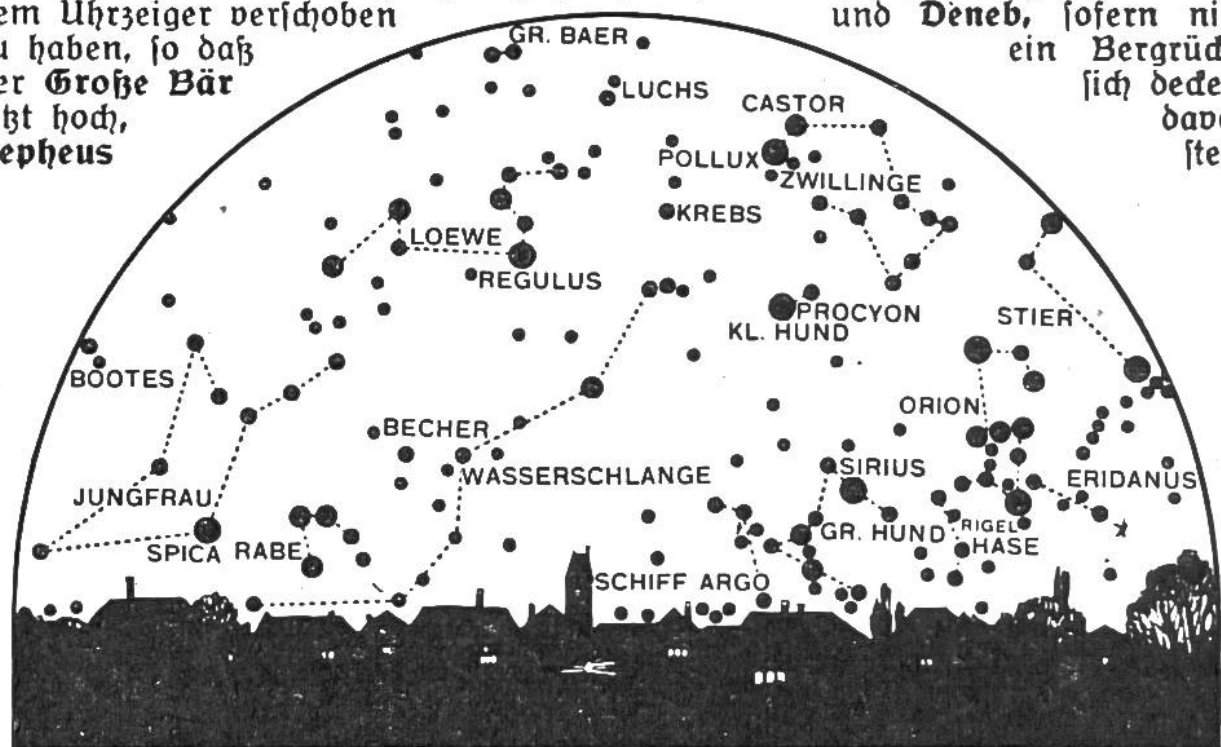 em Uhrzeiger verschoben
u haben, so daß
er Große Bär
tzt hoch,
epheus
und Deneb, sofern ni
ein Bergrück
sich decke
dav
ste
GR. BAER
LUCHS
CASTOR
POLLUX
ZWILLINGE
KREBS
LOEWE
REGULUS
PROCYON
KL. HUND
STIER
BOOTES
ORION
BECHER
SIRIUS
WASSERSCHLANGE
ERIDANUS
JUNGFRAU
GR. HUND
RIGEL
HASE
SPICA
RABE
SCHIFF ARGO